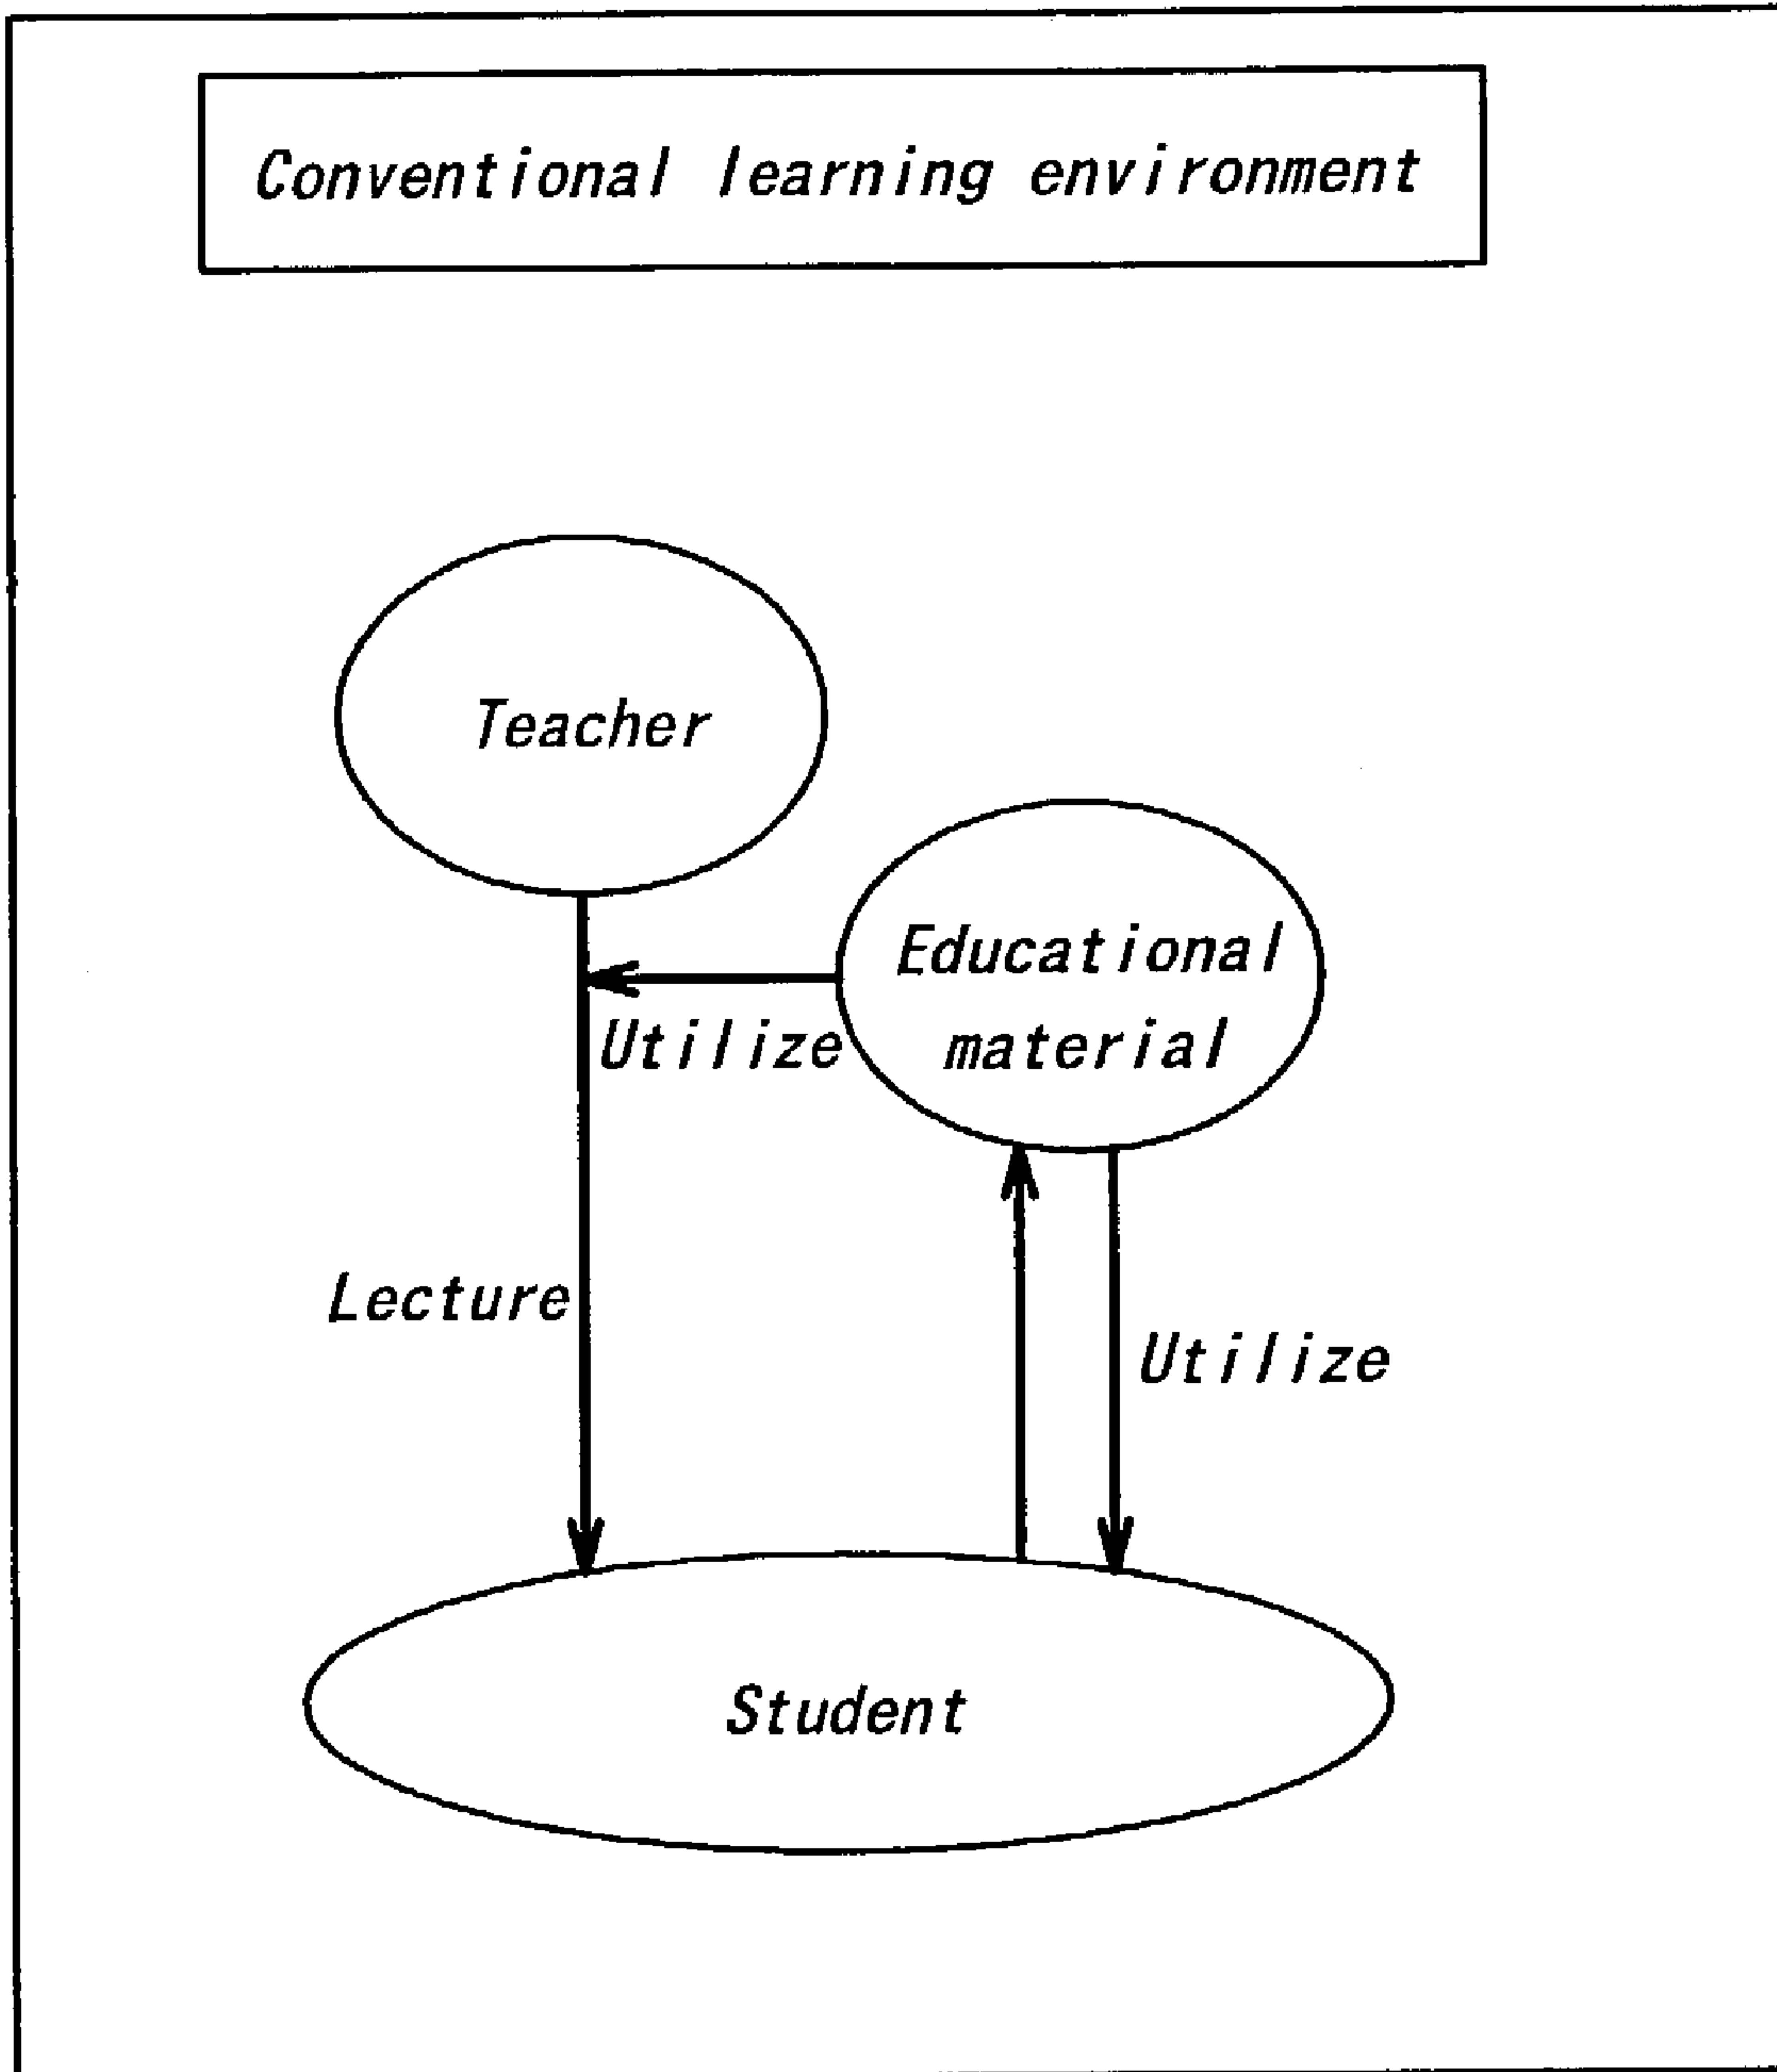 Conventional learning environment
Teacher
Educational
material
Utilize
Lecture
Utilize
Student